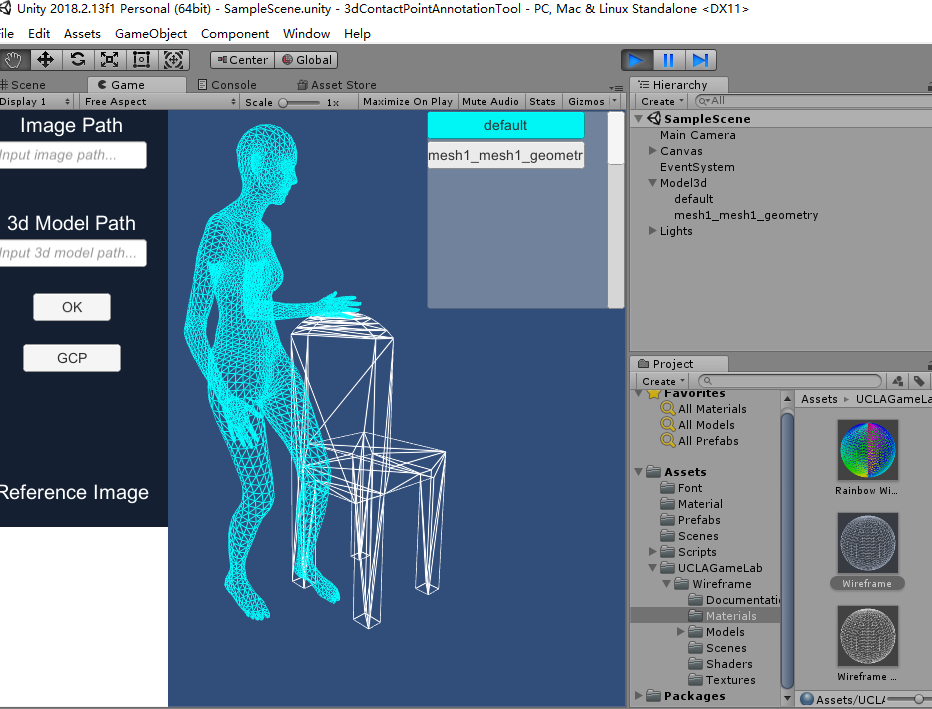 Unity 2018.2.13f1 Personal (64bit) - SampleScene.unity - 3dContactPointAnnotationTool - PC, Mac & Linux Standalone <DX11>
ile Edit Assets GameObject Component Window Help
Center Global
Scene Game Console Asset Store
Display 1 Free Aspect Scale 1x Maximize On Play Mute Audio Stats Gizmos
Image Path
Input image path...
3d Model Path
Input 3d model path...
OK
GCP
Reference Image
default
mesh1_mesh1_geometr
Hierarchy
Create All
SampleScene
Main Camera
Canvas
EventSystem
Model3d
default
mesh1_mesh1_geometry
Lights
Project
Create
Favorites
All Materials
All Models
All Prefabs
Assets
Font
Material
Prefabs
Scenes
Scripts
UCLAGameLab
Wireframe
Documentati
Materials
Models
Scenes
Shaders
Textures
Packages
Assets UCLAGameLa
Rainbow Wi...
Wireframe
Wireframe ...
Assets/UCLA